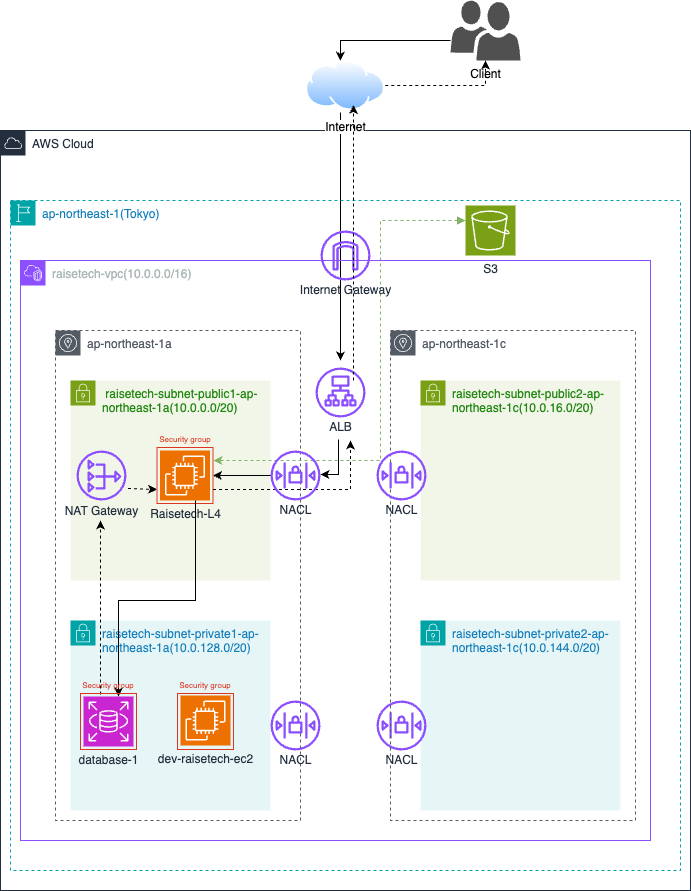 Client
Internet
AWS Cloud
ap-northeast-1(Tokyo)
S3
raisetech-vpc(10.0.0.0/16)
Internet Gateway
ap-northeast-1a
ap-northeast-1c
raisetech-subnet-public1-ap-
northeast-1a(10.0.0.0/20)
ALB
raisetech-subnet-public2-ap-
northeast-1c(10.0.16.0/20)
Security group
NAT Gateway
Raisetech-L4
NACL
NACL
raisetech-subnet-private1-ap-
northeast-1a(10.0.128.0/20)
raisetech-subnet-private2-ap-
northeast-1c(10.0.144.0/20)
Security group
Security group
database-1
dev-raisetech-ec2
NACL
NACL